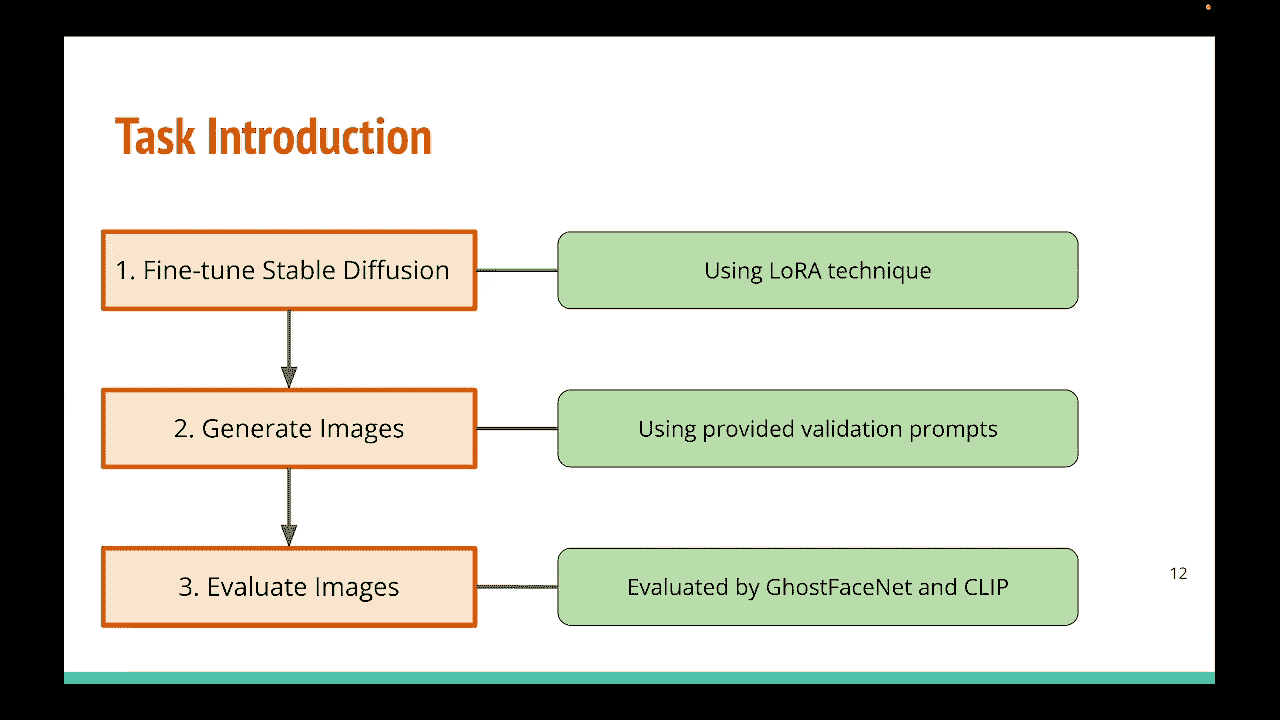 Task Introduction
1. Fine-tune Stable Diffusion
Using LoRA technique
2. Generate Images
Using provided validation prompts
3. Evaluate Images
Evaluated by GhostFaceNet and CLIP
12